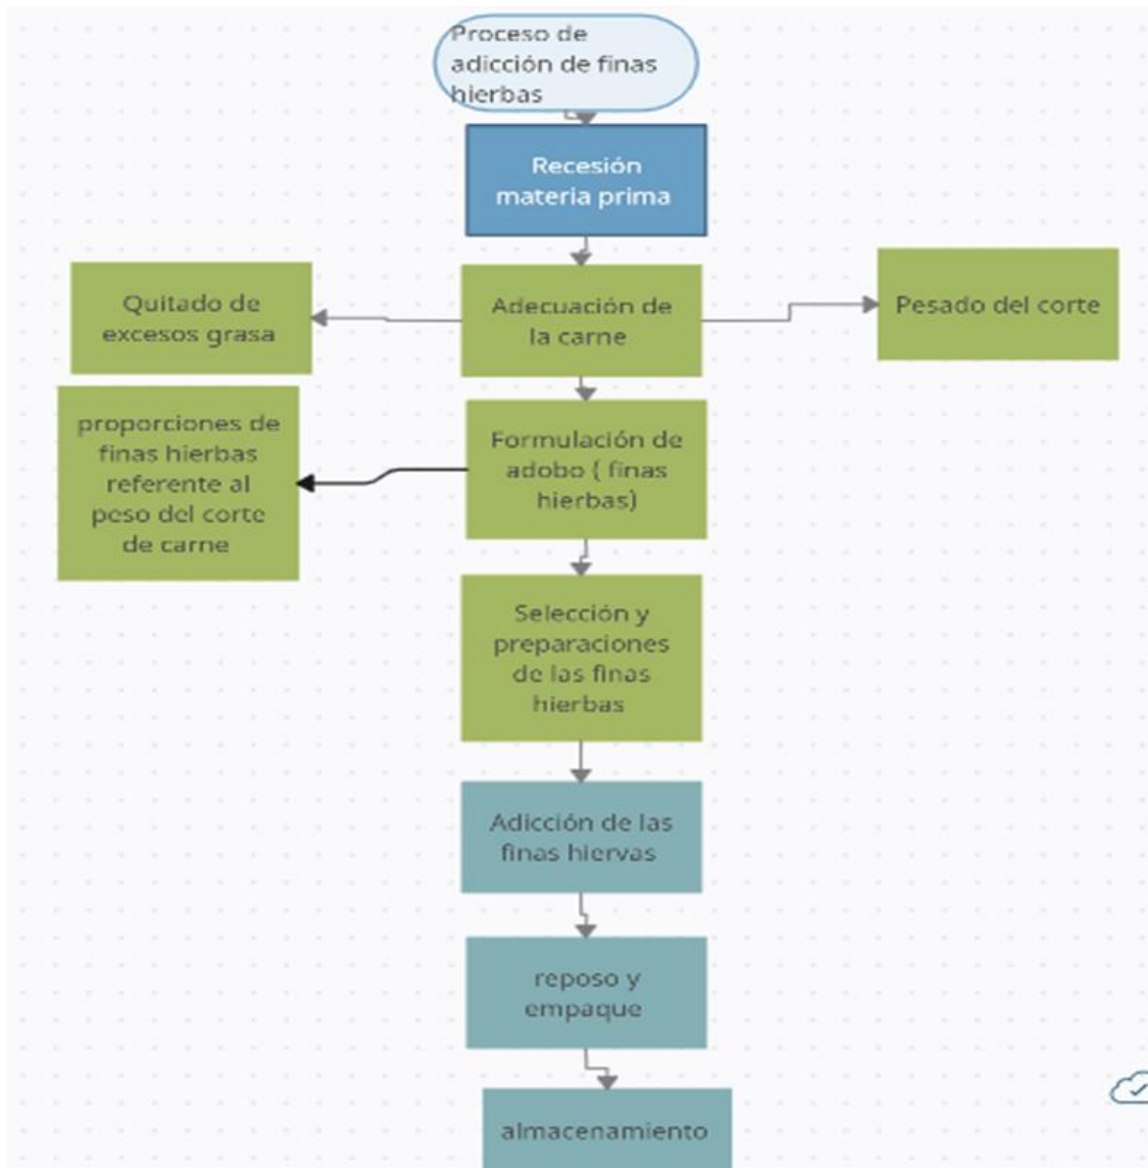 Proceso de
adicción de finas
hierbas
Recesión
materia prima
Quitado de
excesos grasa
Adecuación de
la carne
Pesado del corte
proporciones de
finas hierbas
referente al
peso del corte
de carne
Formulación de
adobo ( finas
hierbas)
Selección y
preparaciones
de las finas
hierbas
Adicción de las
finas hiervas
reposo y
empaque
almacenamiento